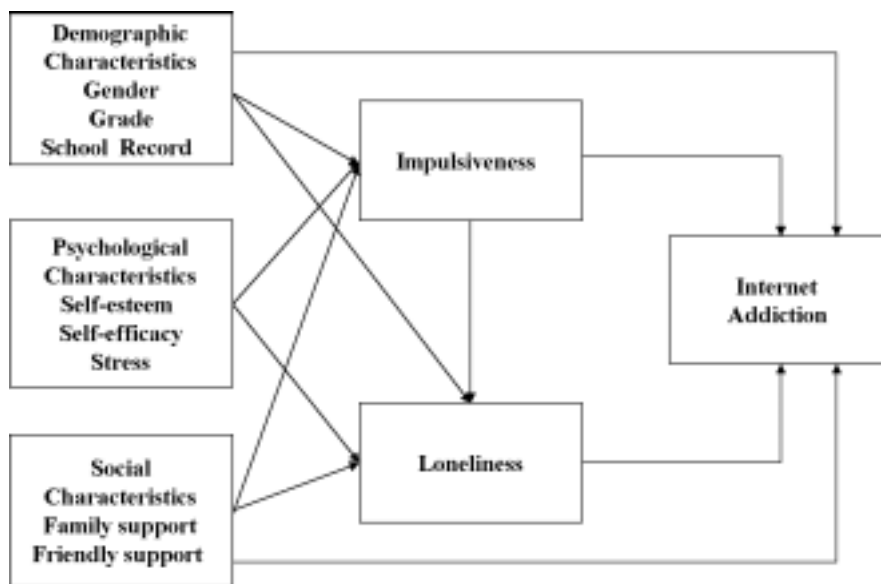 Demographic
Characteristics
Gender
Grade
School Record
Impulsiveness
Psychological
Characteristics
Self-esteem
Self-efficacy
Stress
Internet
Addiction
Social
Characteristics
Family support
Friendly support
Loneliness